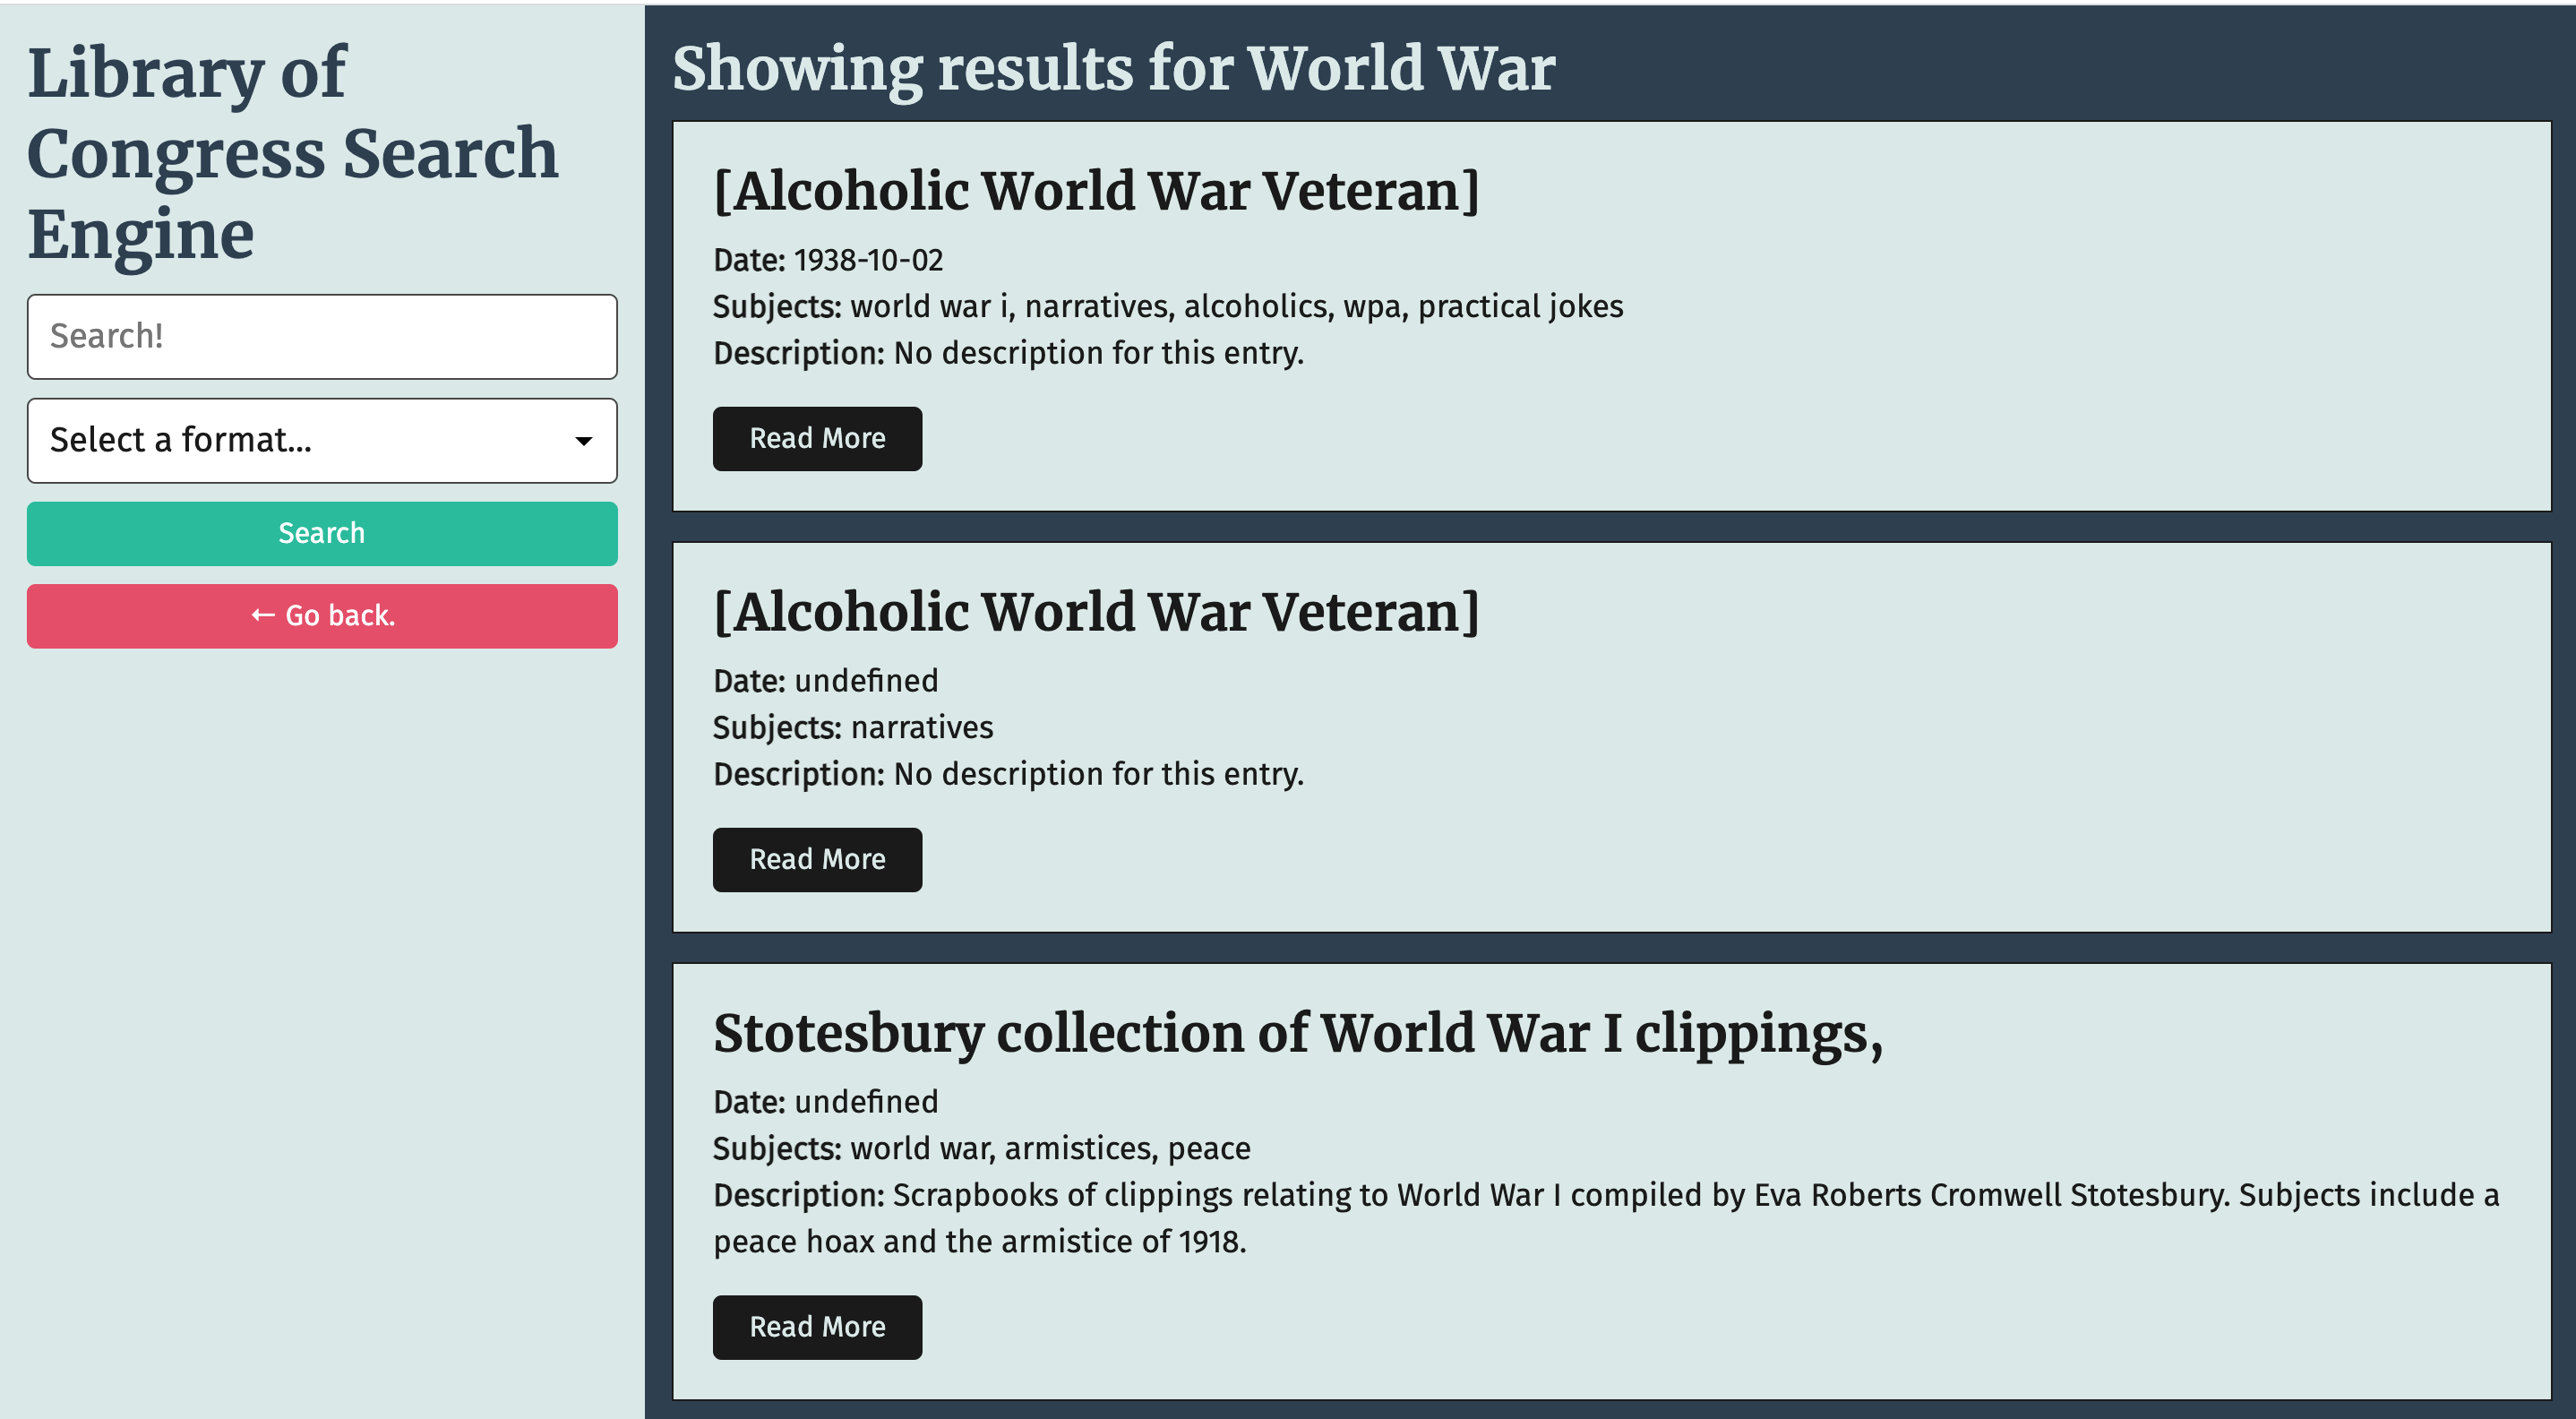 Library of
Congress Search
Engine
Search!
Select a format...
Search
← Go back.
Showing results for World War
[Alcoholic World War Veteran]
Date: 1938-10-02
Subjects: world war i, narratives, alcoholics, wpa, practical jokes
Description: No description for this entry.
Read More
[Alcoholic World War Veteran]
Date: undefined
Subjects: narratives
Description: No description for this entry.
Read More
Stotesbury collection of World War I clippings,
Date: undefined
Subjects: world war, armistices, peace
Description: Scrapbooks of clippings relating to World War I compiled by Eva Roberts Cromwell Stotesbury. Subjects include a
peace hoax and the armistice of 1918.
Read More